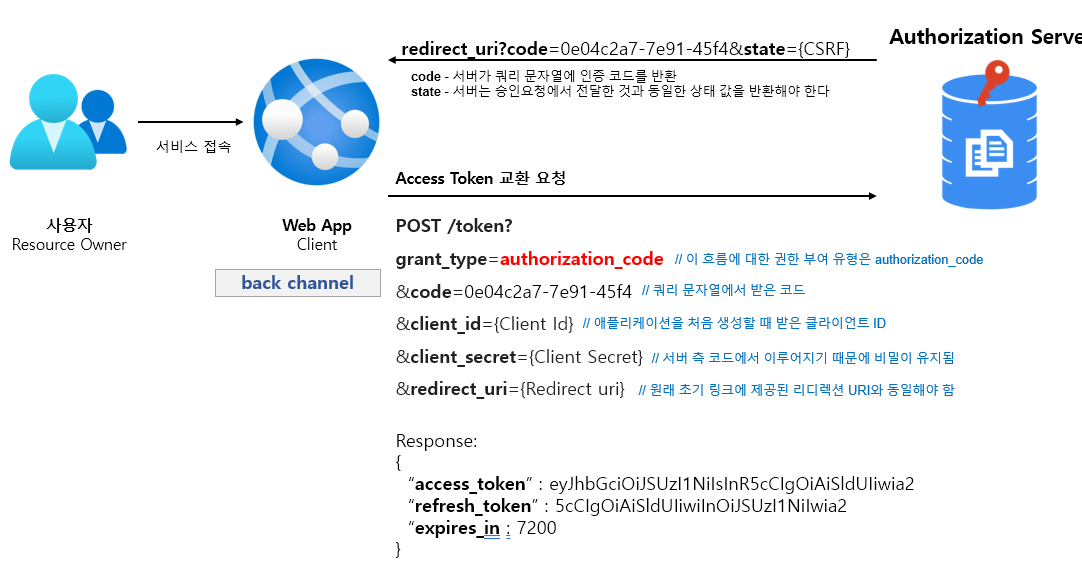 Authorization Serve
redirect_uri?code=0e04c2a7-7e91-45f4&state={CSRF}
code - 서버가 쿼리 문자열에 인증 코드를 반환
state - 서버는 승인요청에서 전달한 것과 동일한 상태 값을 반환해야 한다
서비스 접속
Access Token 교환 요청
사용자
Resource Owner
Web App
Client
back channel
POST /token?
grant_type=authorization_code // 이 흐름에 대한 권한 부여 유형은 authorization_code
&code=0e04c2a7-7e91-45f4 // 쿼리 문자열에서 받은 코드
&client_id={Client Id} // 애플리케이션을 처음 생성할 때 받은 클라이언트 ID
&client_secret={Client Secret} // 서버 측 코드에서 이루어지기 때문에 비밀이 유지됨
&redirect_uri={Redirect uri} // 원래 초기 링크에 제공된 리디렉션 URI와 동일해야 함
Response:
{
“access_token” : eyJhbGciOiJSUzI1NiIsInR5cCIgOiAiSldUIiwia2
“refresh_token” : 5cCIgOiAiSldUIiwiInOiJSUzI1NiIwia2
“expires_in : 7200
}